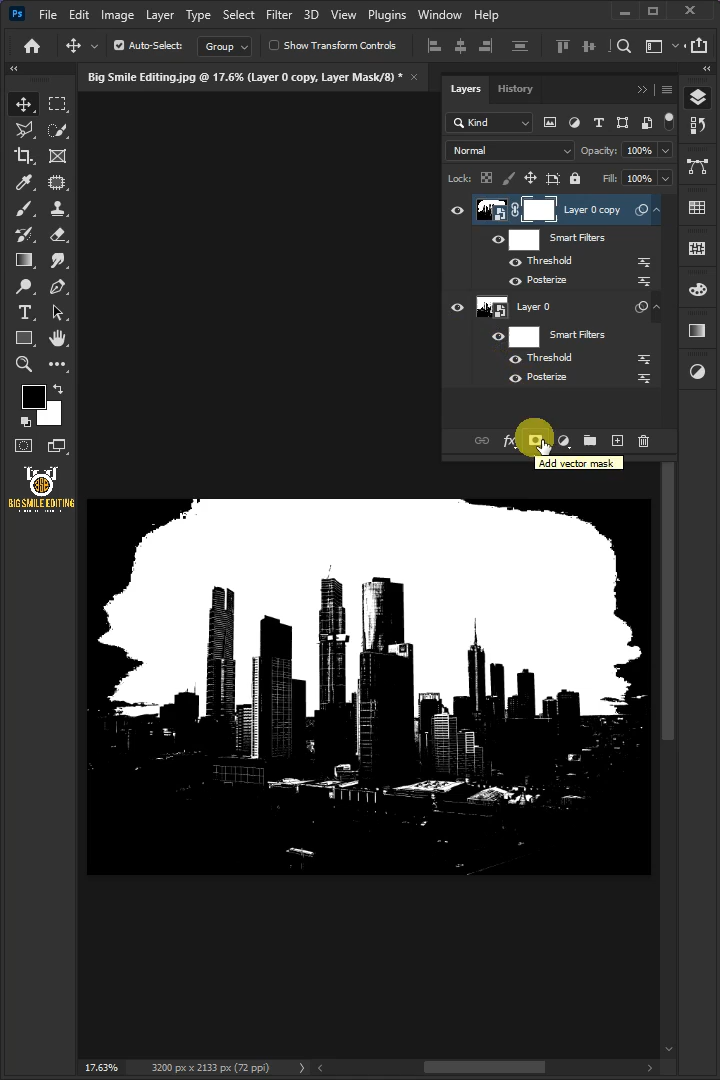 Ps File Edit Image Layer Type Select Filter 3D View Plugins Window Help
Auto-Select: Group Show Transform Controls
Big Smile Editing.jpg @ 17.6% (Layer 0 copy, Layer Mask/8) *
Layers History
Kind
Normal Opacity: 100%
Lock: Fill: 100%
Layer 0 copy
Smart Filters
Threshold
Posterize
Layer 0
Smart Filters
Threshold
Posterize
fx
Add vector mask
BIG SMILE EDITING
17.63% 3200 px x 2133 px (72 ppi)